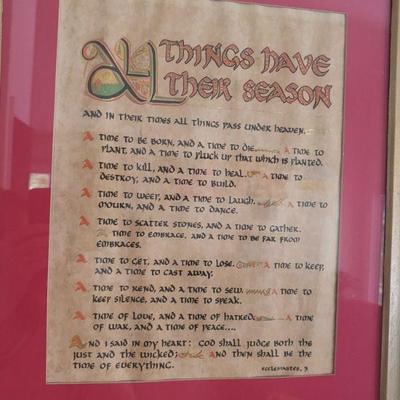 ALL THINGS HAVE
THEIR SEASON
AND IN THEIR TIMES ALL THINGS PASS UNDER HEAVEN.
A TIME TO BE BORN, AND A TIME TO DIE. A TIME TO
PLANT, AND A TIME TO PLUCK UP THAT WHICH IS PLANTED.
A TIME TO KILL, AND A TIME TO HEAL. A TIME TO
DESTROY, AND A TIME TO BUILD.
A TIME TO WEEP, AND A TIME TO LAUGH. A TIME TO
MOURN, AND A TIME TO DANCE.
A TIME TO SCATTER STONES, AND A TIME TO GATHER.
A TIME TO EMBRACE, AND A TIME TO BE FAR FROM
EMBRACES.
A TIME TO GET, AND A TIME TO LOSE. A TIME TO KEEP,
AND A TIME TO CAST AWAY.
A TIME TO REND, AND A TIME TO SEW. A TIME TO
KEEP SILENCE, AND A TIME TO SPEAK.
A TIME OF LOVE, AND A TIME OF HATRED. A TIME
OF WAR, AND A TIME OF PEACE....
AND I SAID IN MY HEART: GOD SHALL JUDGE BOTH THE
JUST AND THE WICKED; AND THEN SHALL BE THE
TIME OF EVERYTHING.
ECCLESIASTES, 3